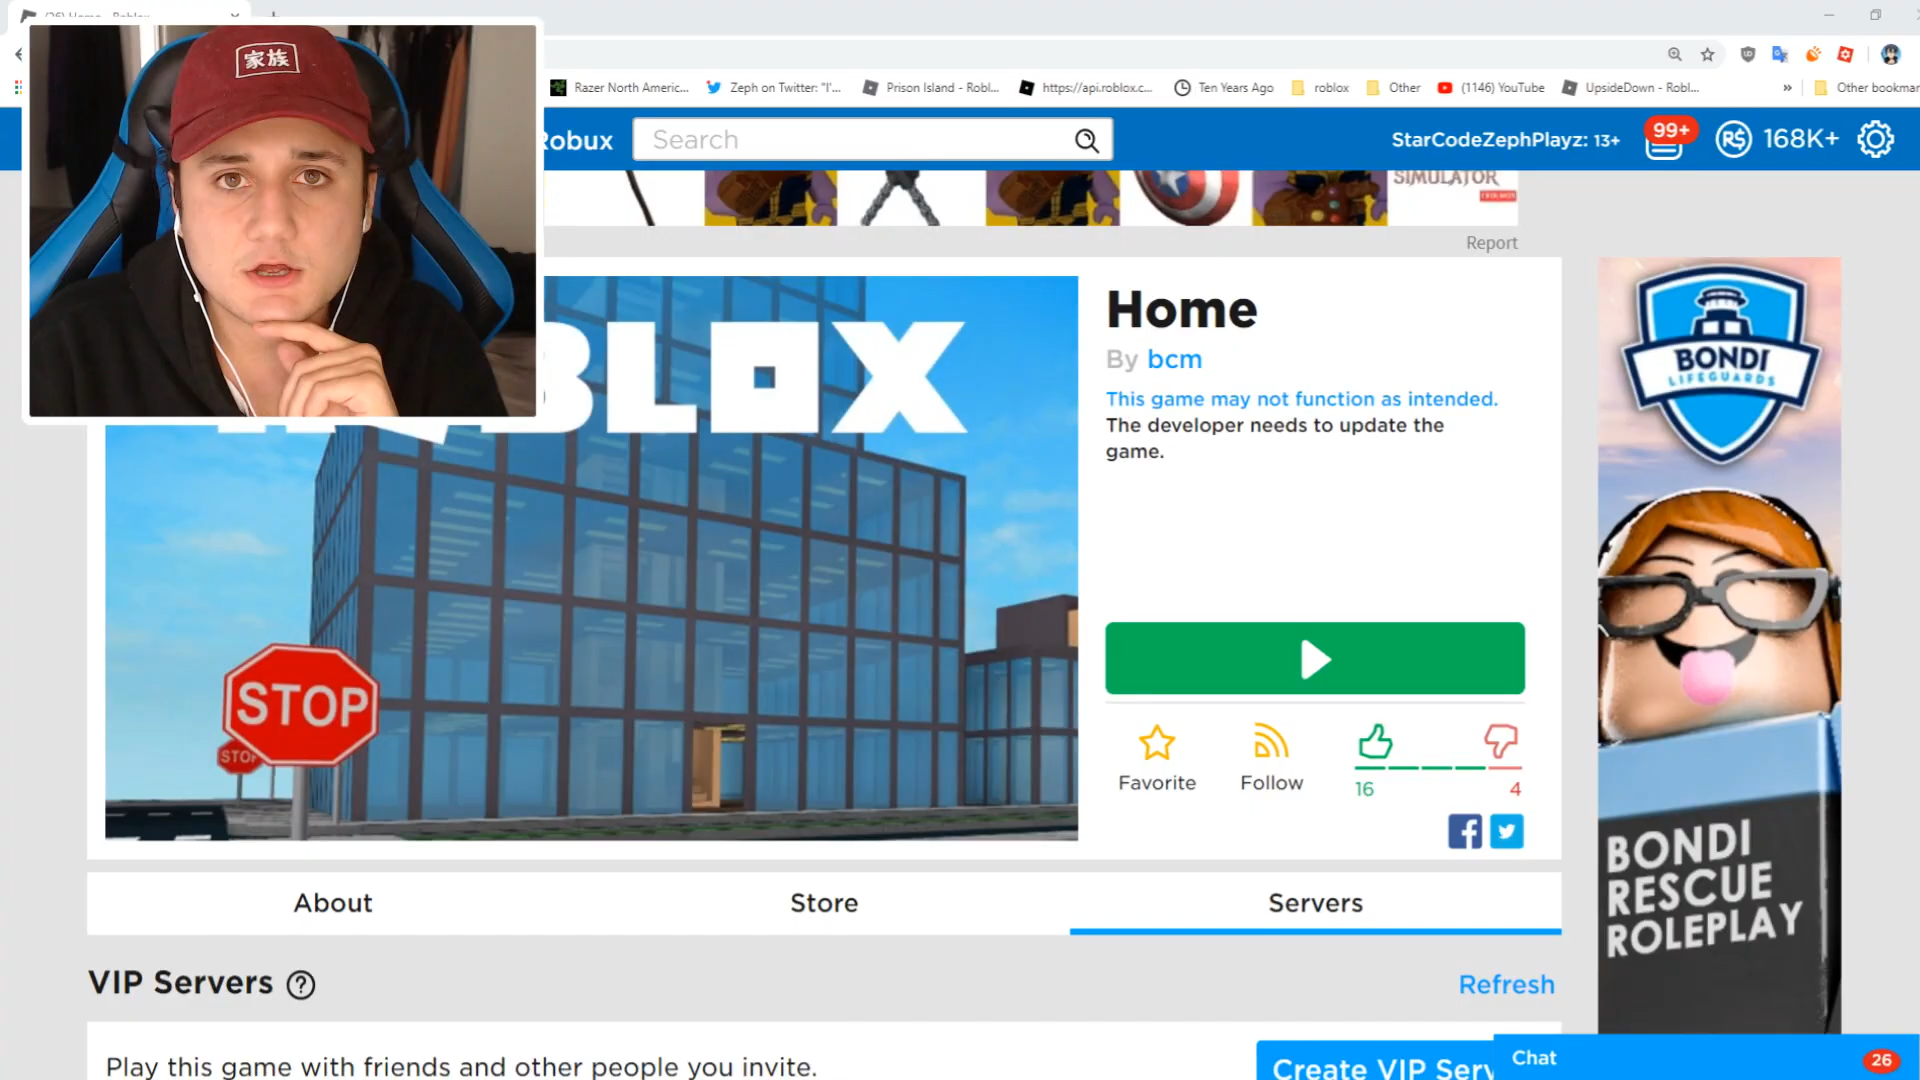 (26) Home - Roblox
Razer North Americ...
Zeph on Twitter: "I'...
Prison Island - Robl...
https://api.roblox.c...
Ten Years Ago
roblox
Other
(1146) YouTube
UpsideDown - Robl...
»
Other bookmar
家族
Robux
Search
StarCodeZephPlayz: 13+
99+
R$
168K+
SIMULATOR
Report
BLOX
Home
By bcm
This game may not function as intended.
The developer needs to update the
game.
STOP
STOP
Favorite
Follow
16
4
About
Store
Servers
VIP Servers
Refresh
Play this game with friends and other people you invite.
Create VIP Serv
Chat
26
BONDI
LIFEGUARDS
BONDI
RESCUE
ROLEPLAY